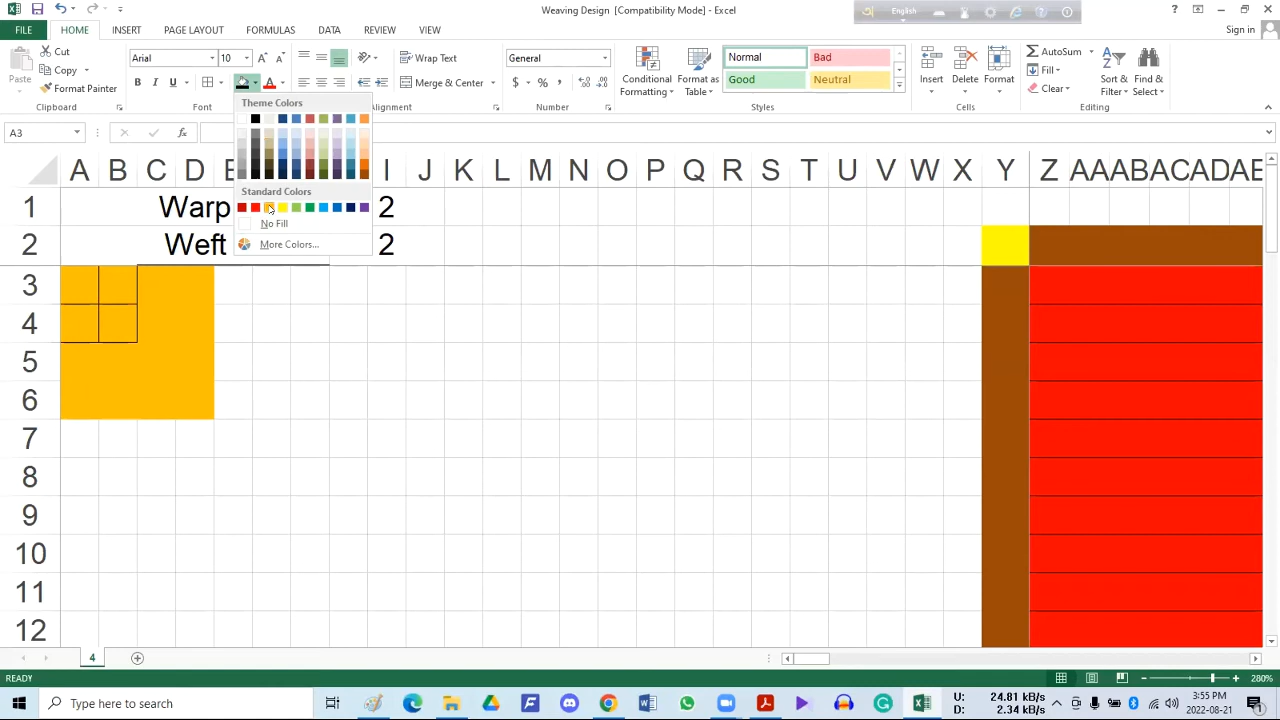 Weaving Design [Compatibility Mode] - Excel
English
FILE HOME INSERT PAGE LAYOUT FORMULAS DATA REVIEW VIEW Sign in
Paste Cut Copy Format Painter
Clipboard
Arial 10
B I U A A
Font
Wrap Text
Merge & Center
Alignment
General
$ % ,
Number
Conditional Formatting Format as Table
Normal Bad
Good Neutral
Styles
Insert Delete Format
Cells
AutoSum Fill Clear
Sort & Filter Find & Select
Editing
A3 fx
Theme Colors
Standard Colors
No Fill
More Colors...
A B C D I J K L M N O P Q R S T U V W X Y Z AA AB AC AD AE
1 Warp 2
2 Weft 2
3
4
5
6
7
8
9
10
11
12
4
READY 280%
Type here to search
U: 24.81 kB/s
D: 2.34 kB/s
3:55 PM
2022-08-21